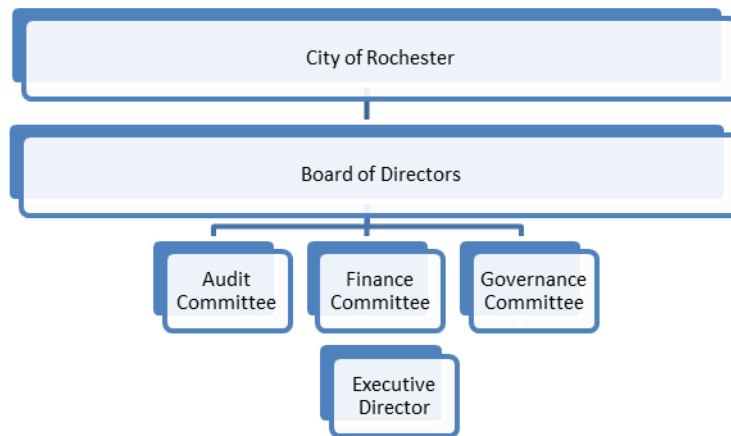 City of Rochester
Board of Directors
Audit
Committee
Finance
Committee
Governance
Committee
Executive
Director